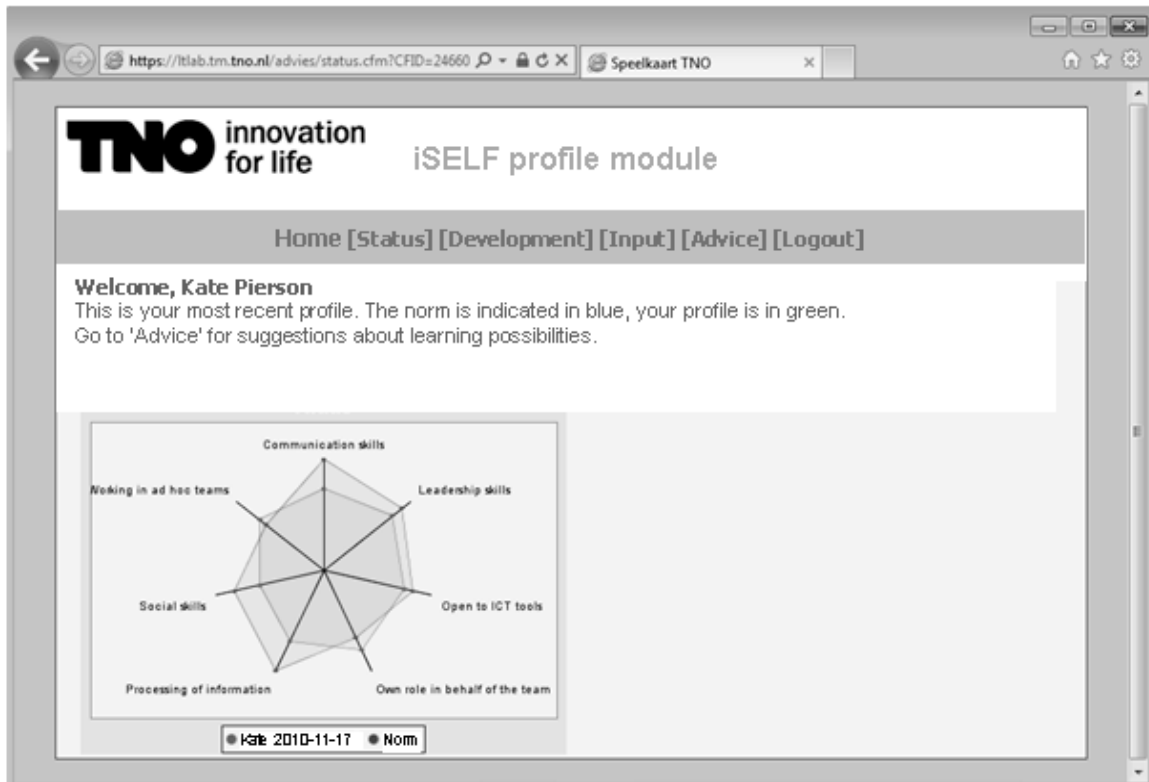 https://ltlab.tm.tno.nl/advies/status.cfm?CFID=24660
Speelkaart TNO
TNO innovation
for life
iSELF profile module
Home [Status] [Development] [Input] [Advice] [Logout]
Welcome, Kate Pierson
This is your most recent profile. The norm is indicated in blue, your profile is in green.
Go to 'Advice' for suggestions about learning possibilities.
Communication skills
Working in ad hoc teams
Leadership skills
Social skills
Open to ICT tools
Processing of information
Own role in behalf of the team
Kate 2010-11-17
Norm